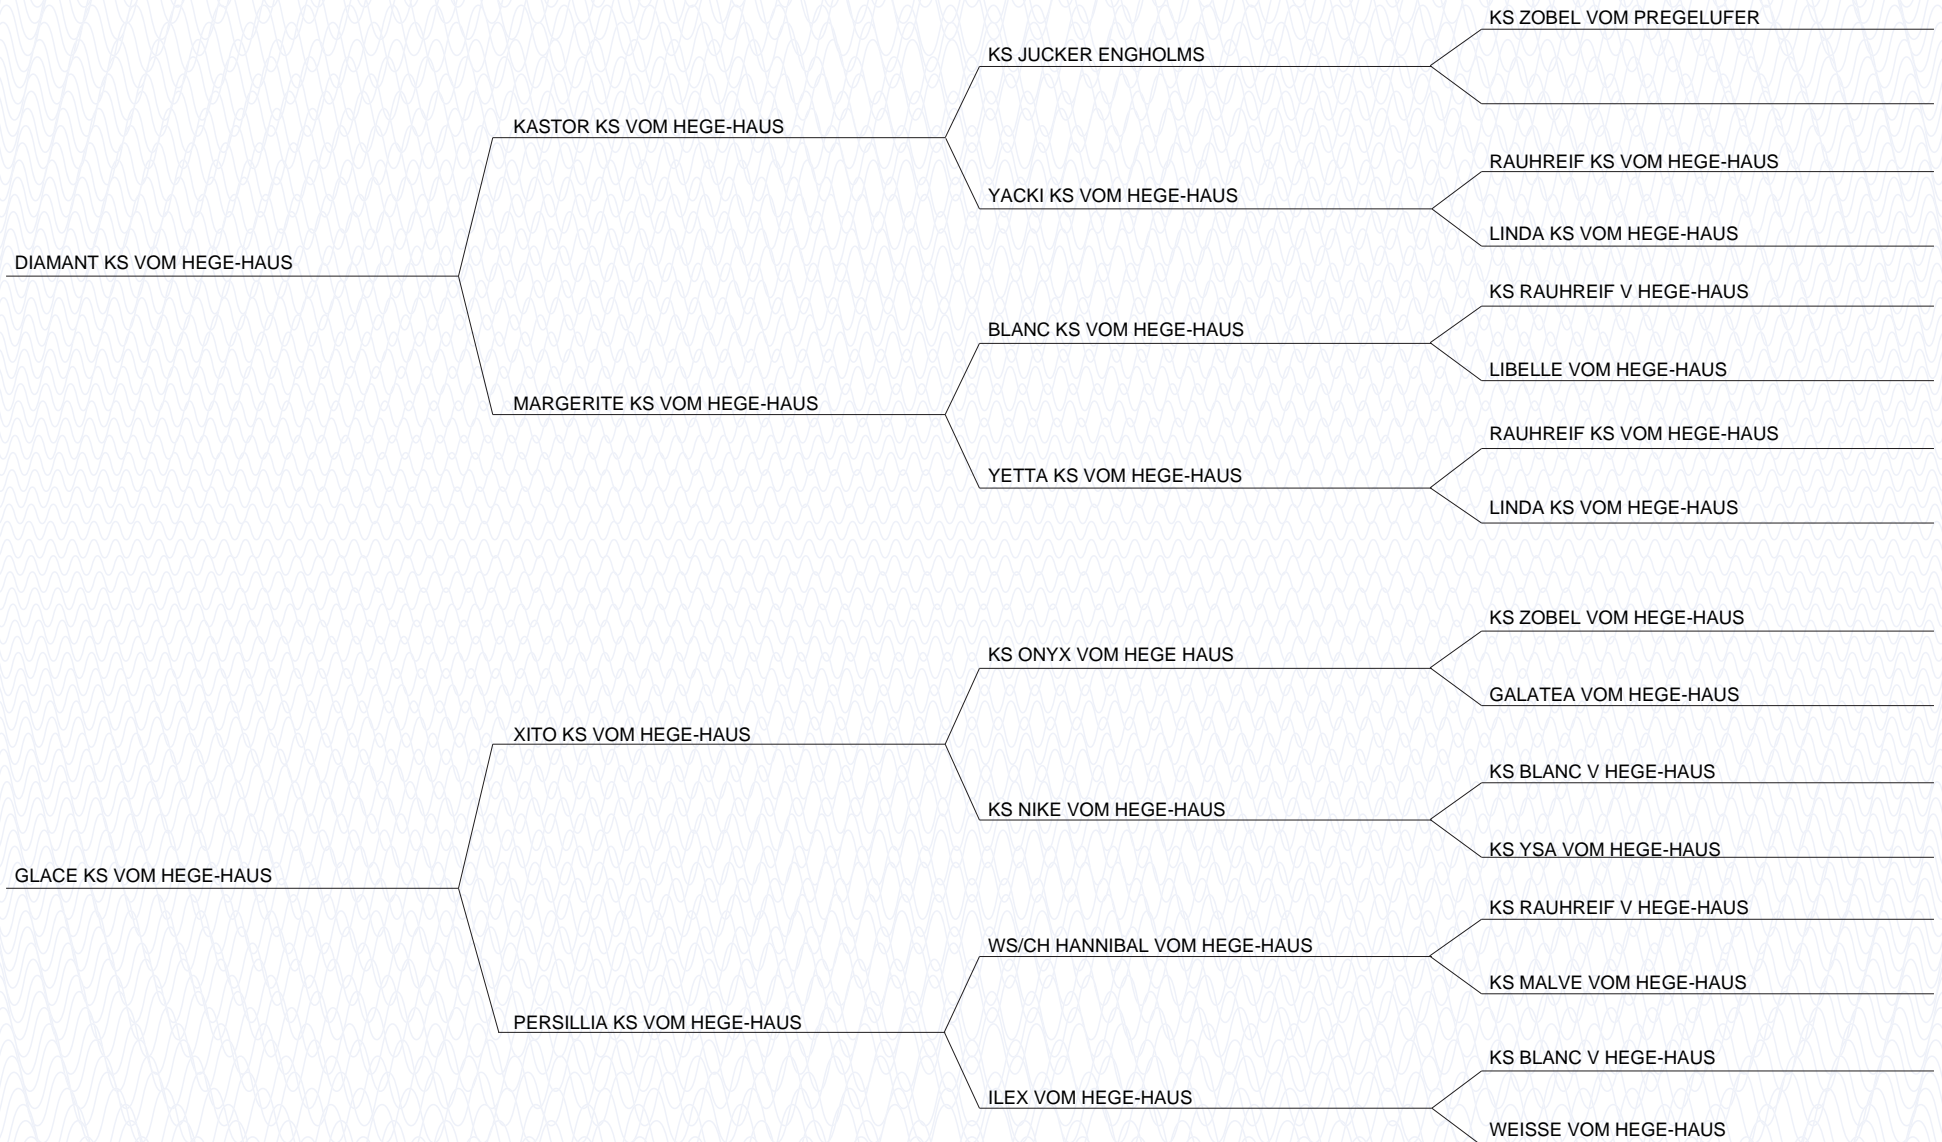 KS ZOBEL VOM PREGELUFER
KS JUCKER ENGHOLMS
KASTOR KS VOM HEGE-HAUS
RAUHREIF KS VOM HEGE-HAUS
YACKI KS VOM HEGE-HAUS
LINDA KS VOM HEGE-HAUS
DIAMANT KS VOM HEGE-HAUS
KS RAUHREIF V HEGE-HAUS
BLANC KS VOM HEGE-HAUS
LIBELLE VOM HEGE-HAUS
MARGERITE KS VOM HEGE-HAUS
RAUHREIF KS VOM HEGE-HAUS
YETTA KS VOM HEGE-HAUS
LINDA KS VOM HEGE-HAUS
KS ZOBEL VOM HEGE-HAUS
KS ONYX VOM HEGE HAUS
GALATEA VOM HEGE-HAUS
XITO KS VOM HEGE-HAUS
KS BLANC V HEGE-HAUS
KS NIKE VOM HEGE-HAUS
KS YSA VOM HEGE-HAUS
GLACE KS VOM HEGE-HAUS
KS RAUHREIF V HEGE-HAUS
WS/CH HANNIBAL VOM HEGE-HAUS
KS MALVE VOM HEGE-HAUS
PERSILLIA KS VOM HEGE-HAUS
KS BLANC V HEGE-HAUS
ILEX VOM HEGE-HAUS
WEISSE VOM HEGE-HAUS